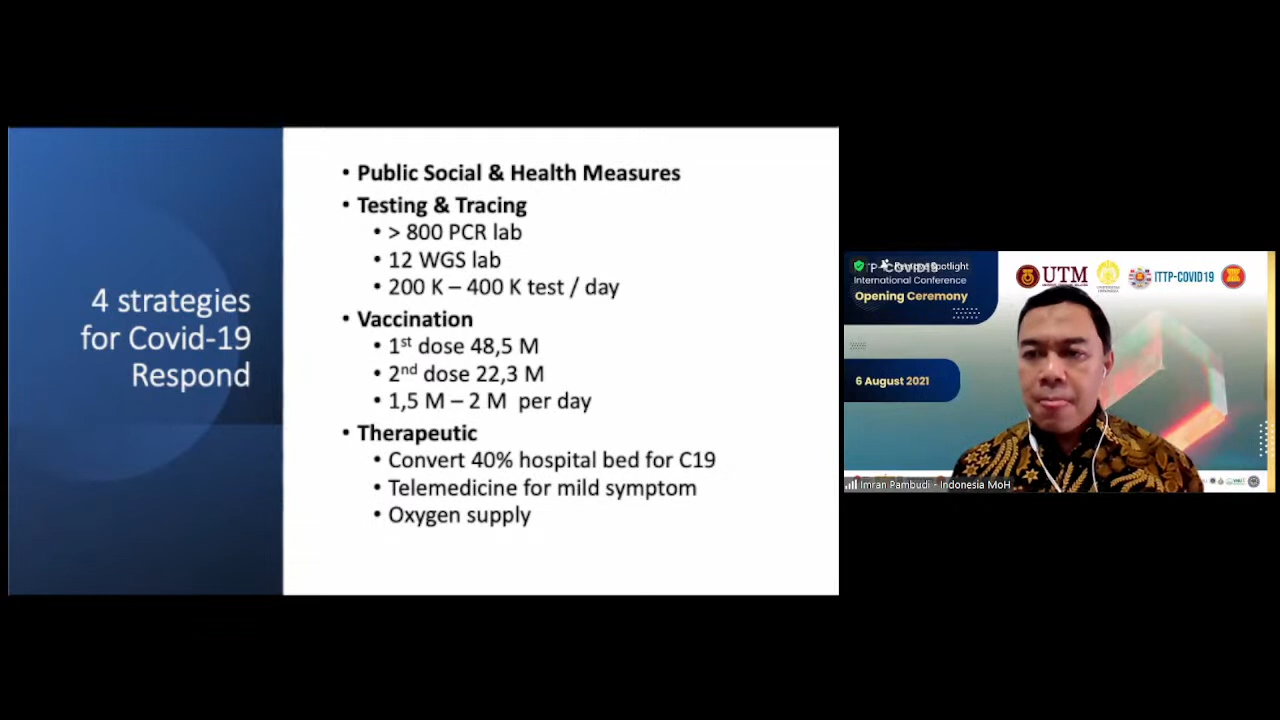 4 strategies
for Covid-19
Respond
• Public Social & Health Measures
• Testing & Tracing
• > 800 PCR lab
• 12 WGS lab
• 200 K – 400 K test / day
• Vaccination
• 1st dose 48,5 M
• 2nd dose 22,3 M
• 1,5 M – 2 M per day
• Therapeutic
• Convert 40% hospital bed for C19
• Telemedicine for mild symptom
• Oxygen supply
International Conference
Opening Ceremony
6 August 2021
UTM
ITTP-COVID19
Imran Pambudi - Indonesia MoH